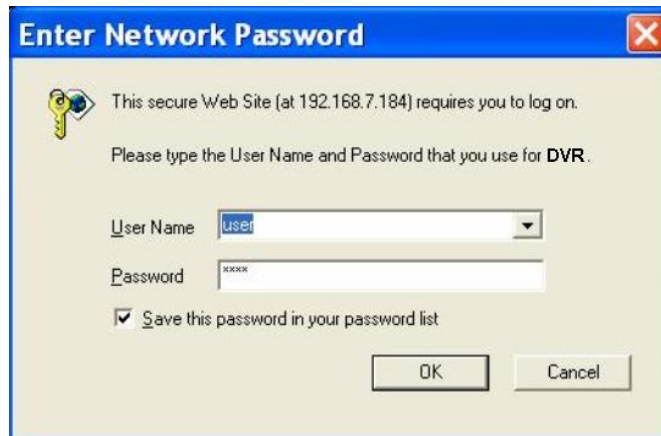 Enter Network Password
This secure Web Site (at 192.168.7.184) requires you to log on.
Please type the User Name and Password that you use for DVR.
User Name user
Password xxxx
Save this password in your password list
OK Cancel